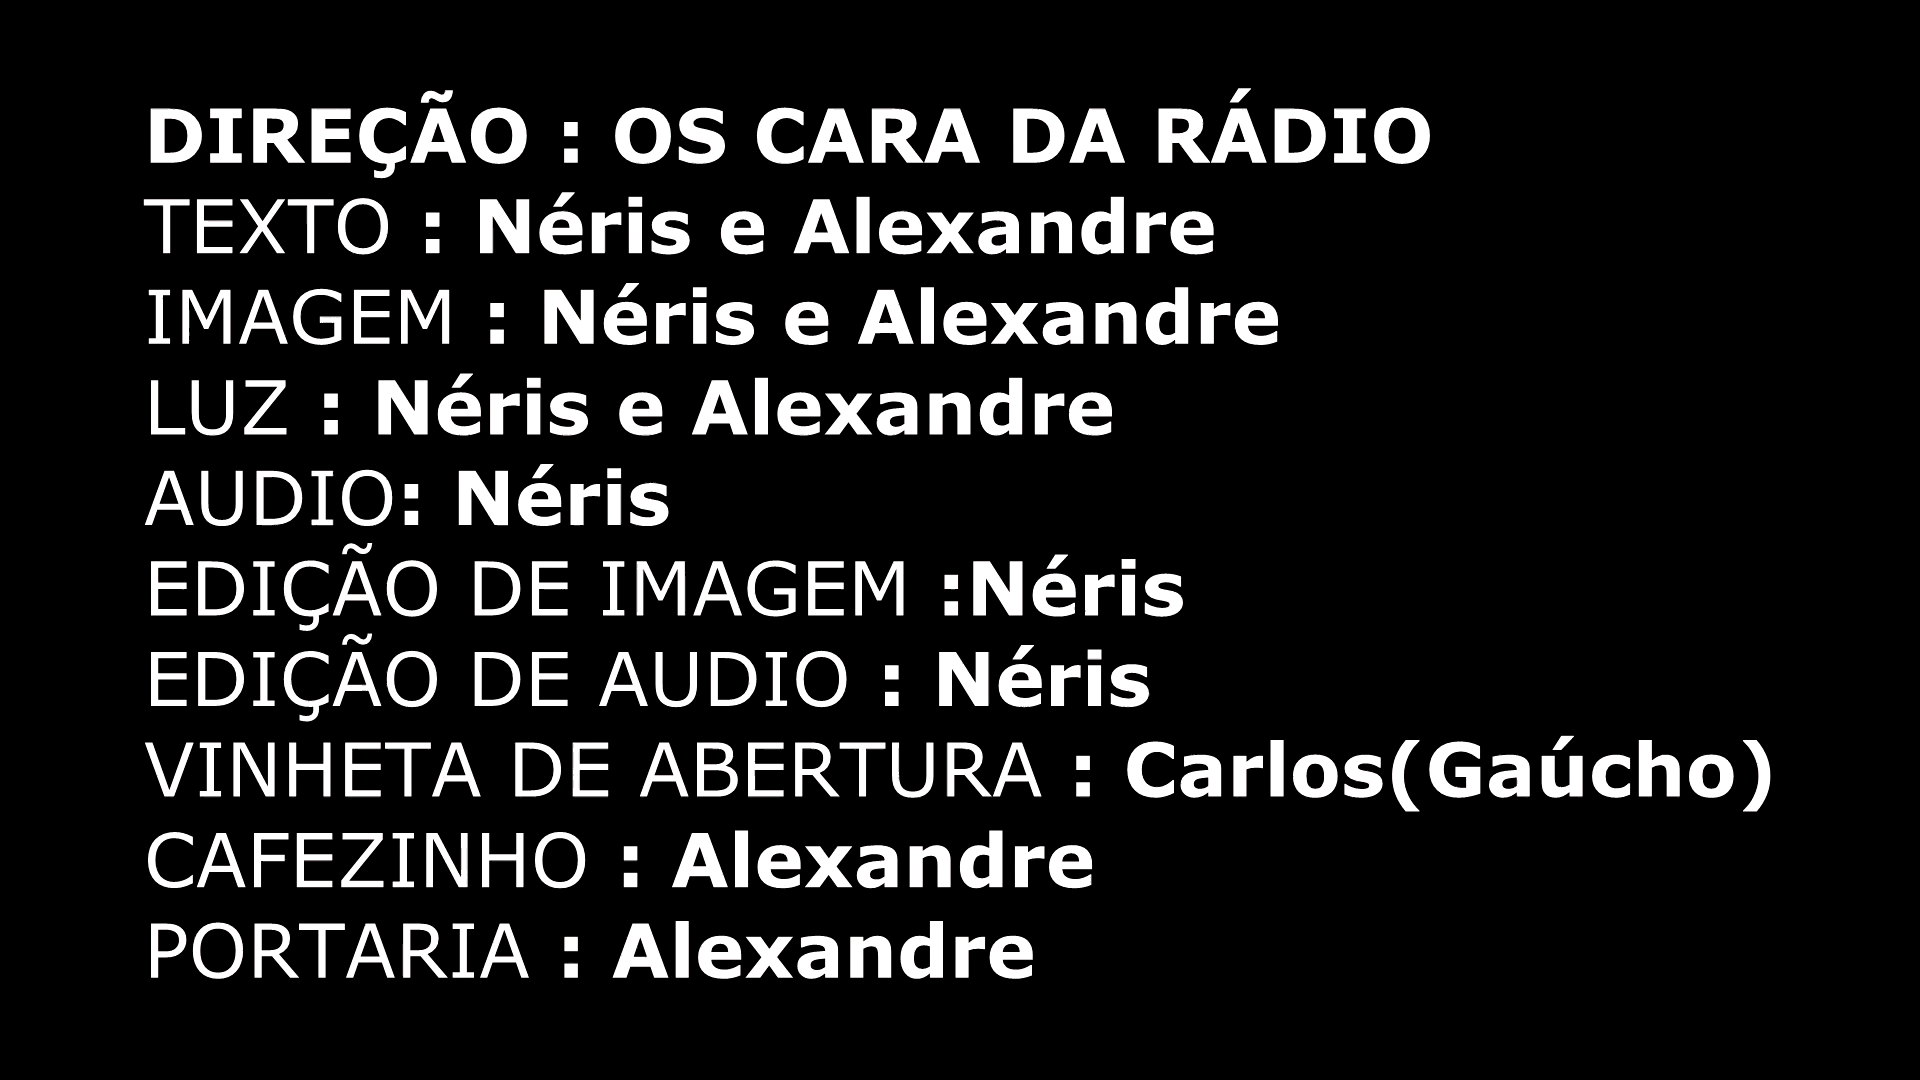 DIREÇÃO : OS CARA DA RÁDIO
TEXTO : Néris e Alexandre
IMAGEM : Néris e Alexandre
LUZ : Néris e Alexandre
AUDIO: Néris
EDIÇÃO DE IMAGEM :Néris
EDIÇÃO DE AUDIO : Néris
VINHETA DE ABERTURA : Carlos(Gaúcho)
CAFEZINHO : Alexandre
PORTARIA : Alexandre